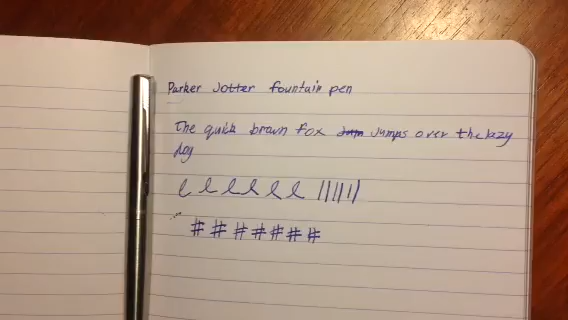 Parker Jotter fountain pen
The quick brown fox jumps over the lazy
dog
l l l l l l ||||||
# # # # # # #